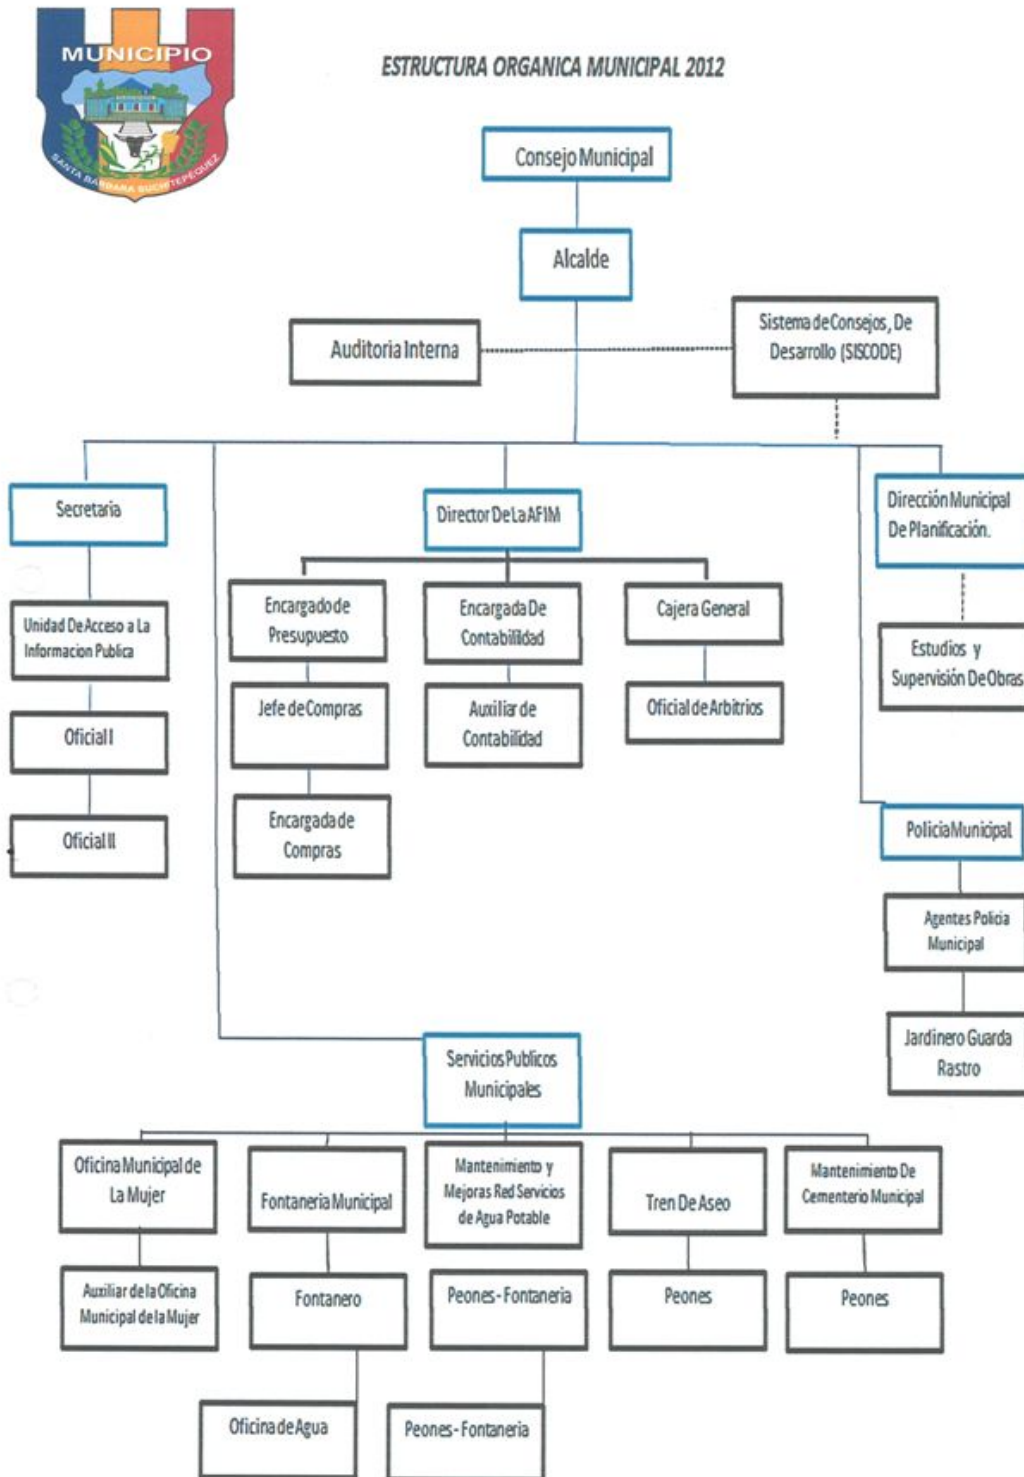 MUNICIPIO
SANTA BÁRBARA SUCHITEPÉQUEZ
ESTRUCTURA ORGANICA MUNICIPAL 2012
Consejo Municipal
Alcalde
Auditoria Interna
Sistema de Consejos, De
Desarrollo (SISCODE)
Secretaria
Director De La AFIM
Dirección Municipal
De Planificación.
Unidad De Acceso a La
Informacion Publica
Encargado de
Presupuesto
Encargada De
Contabilildad
Cajera General
Estudios y
Supervisión De Obras
Oficial I
Jefe de Compras
Auxiliar de
Contabilidad
Oficial de Arbitrios
Oficial II
Encargada de
Compras
Policia Municipal
Agentes Policia
Municipal
Jardinero Guarda
Rastro
Servicios Publicos
Municipales
Oficina Municipal de
La Mujer
Fontaneria Municipal
Mantenimiento y
Mejoras Red Servicios
de Agua Potable
Tren De Aseo
Mantenimiento De
Cementerio Municipal
Auxiliar de la Oficina
Municipal de la Mujer
Fontanero
Peones - Fontaneria
Peones
Peones
Oficina de Agua
Peones - Fontaneria